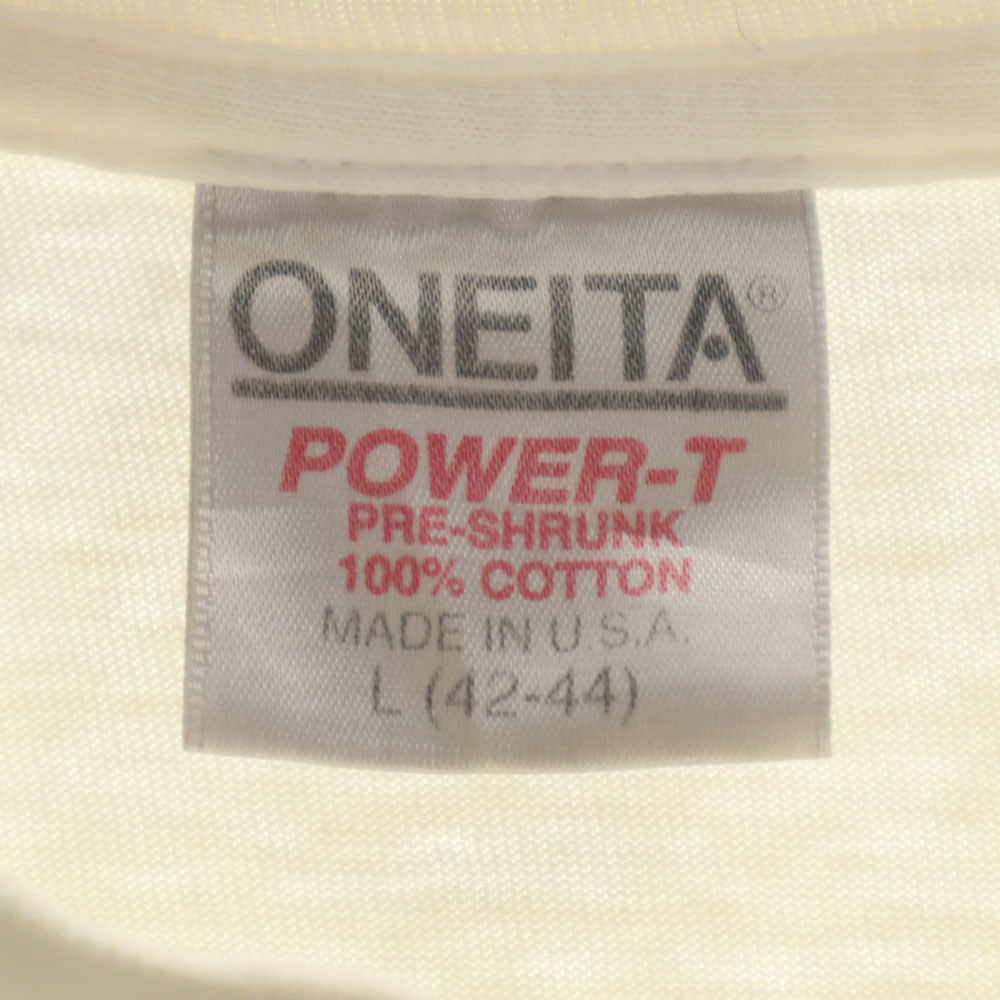 ONEITA®
POWER-T
PRE-SHRUNK
100% COTTON
MADE IN U.S.A.
L (42-44)